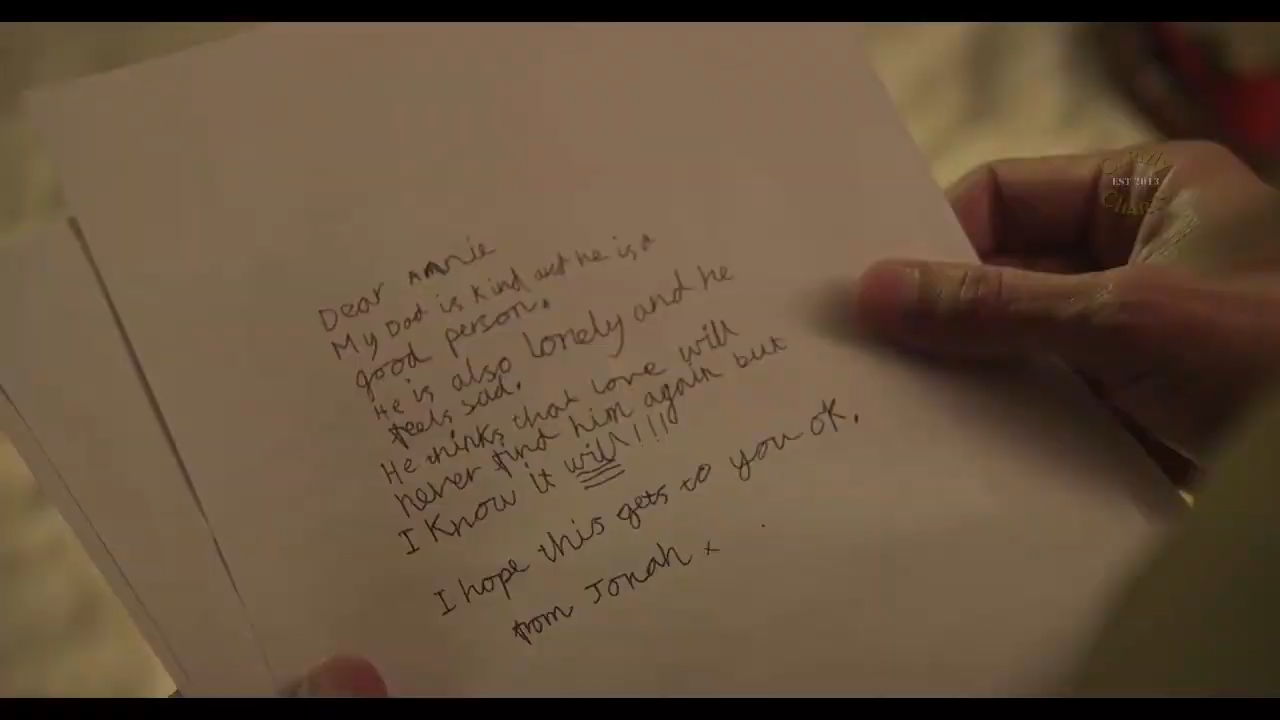 Dear Annie
My Dad is kind and he is a
good person.
He is also lonely and he
feels sad.
He thinks that love will
never find him again but
I know it will!!!!
I hope this gets to you ok.
from Jonah x
EST 2013